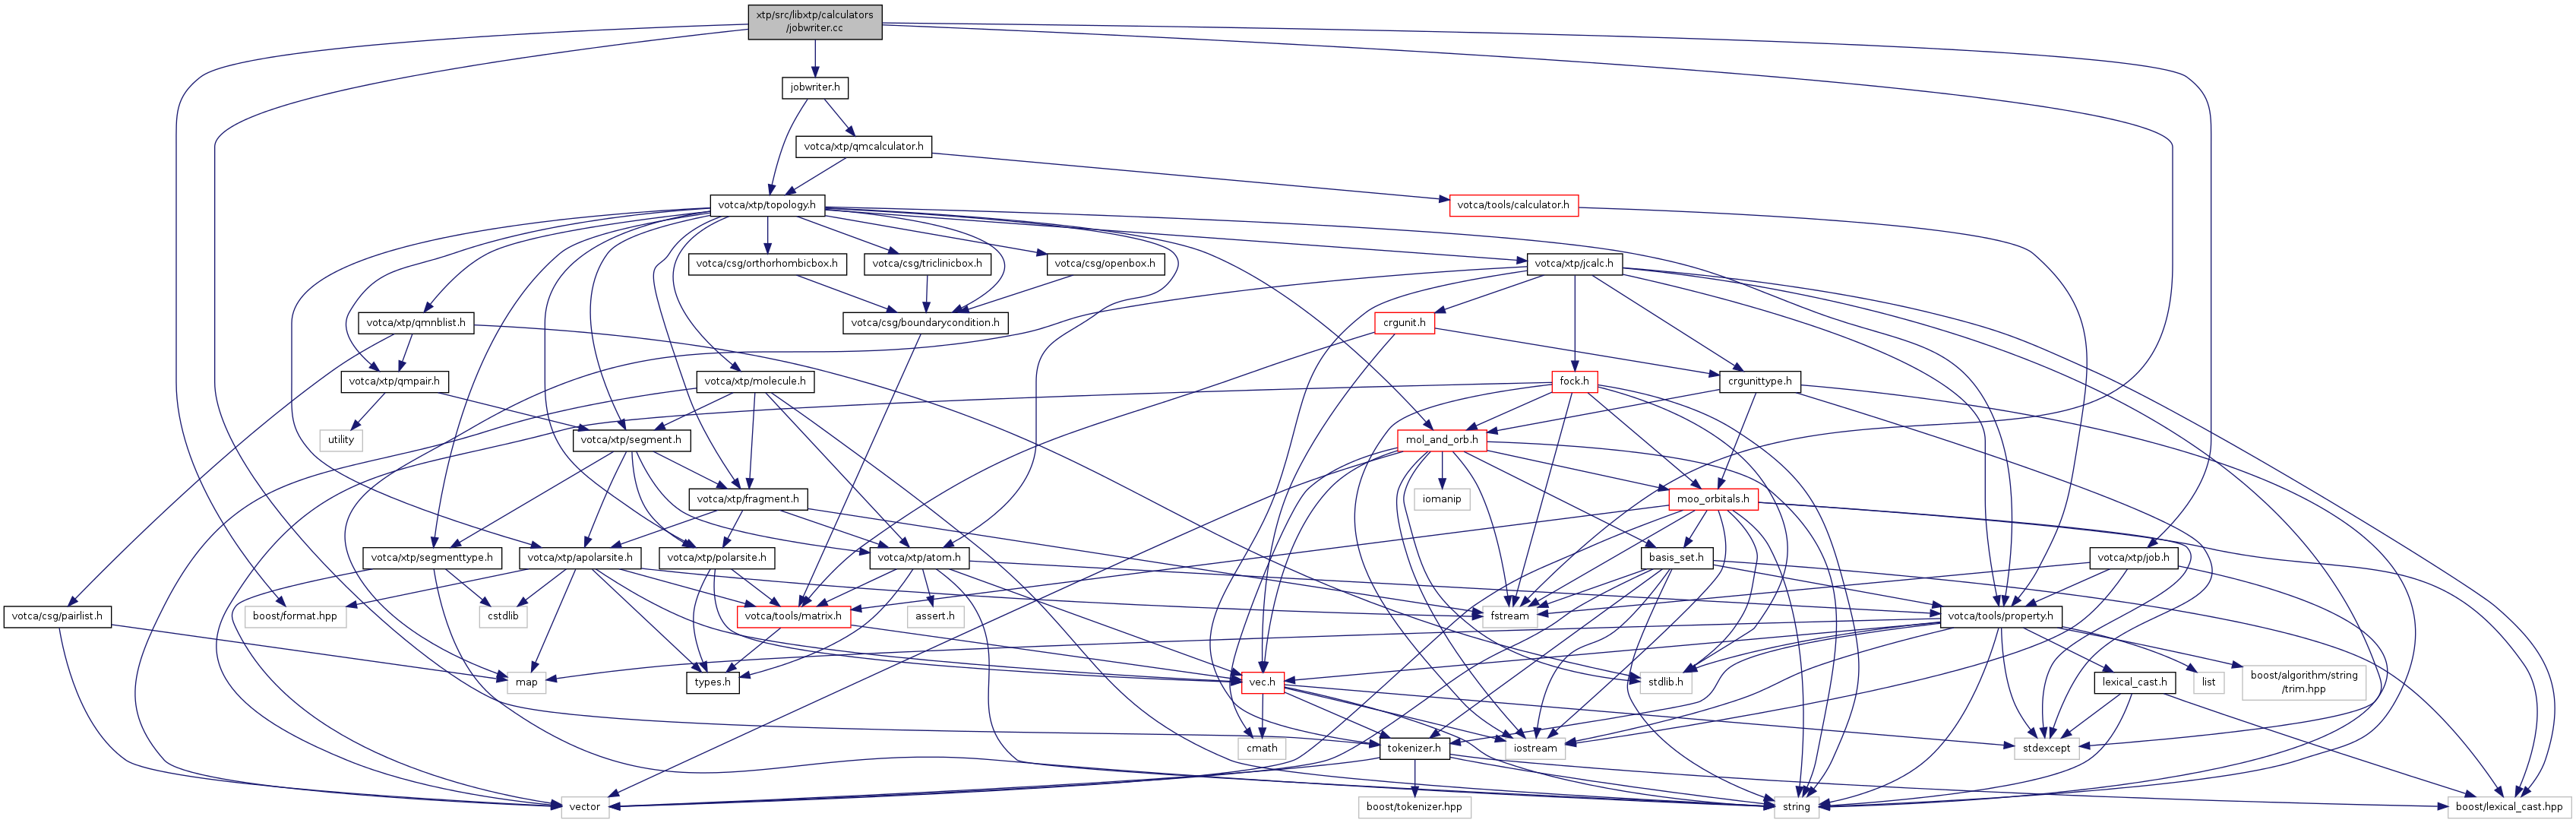 xtp/src/libxtp/calculators
/jobwriter.cc
jobwriter.h
votca/xtp/qmcalculator.h
votca/xtp/topology.h
votca/tools/calculator.h
votca/csg/orthorhombicbox.h
votca/csg/triclinicbox.h
votca/csg/openbox.h
votca/xtp/jcalc.h
votca/xtp/qmnblist.h
votca/csg/boundarycondition.h
crgunit.h
votca/xtp/qmpair.h
votca/xtp/molecule.h
fock.h
crgunittype.h
utility
votca/xtp/segment.h
mol_and_orb.h
votca/xtp/fragment.h
iomanip
moo_orbitals.h
votca/xtp/segmenttype.h
votca/xtp/apolarsite.h
votca/xtp/polarsite.h
votca/xtp/atom.h
basis_set.h
votca/xtp/job.h
votca/csg/pairlist.h
boost/format.hpp
cstdlib
votca/tools/matrix.h
assert.h
fstream
votca/tools/property.h
map
types.h
vec.h
stdlib.h
lexical_cast.h
list
boost/algorithm/string
/trim.hpp
cmath
tokenizer.h
iostream
stdexcept
vector
boost/tokenizer.hpp
string
boost/lexical_cast.hpp